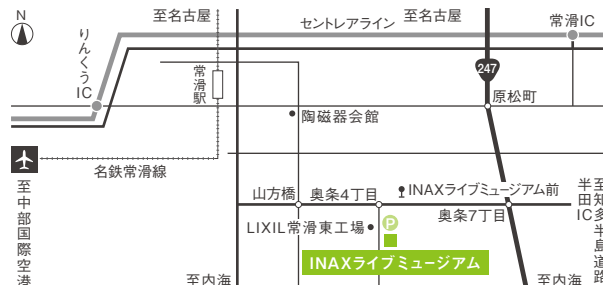 N
至名古屋
セントレアライン
至名古屋
常滑IC
りんくうIC
常滑駅
247
原松町
陶磁器会館
名鉄常滑線
至中部国際空港
山方橋
奥条4丁目
INAXライブミュージアム前
奥条7丁目
半田IC
至知多半島道路
LIXIL常滑東工場
P
INAXライブミュージアム
至内海
至内海